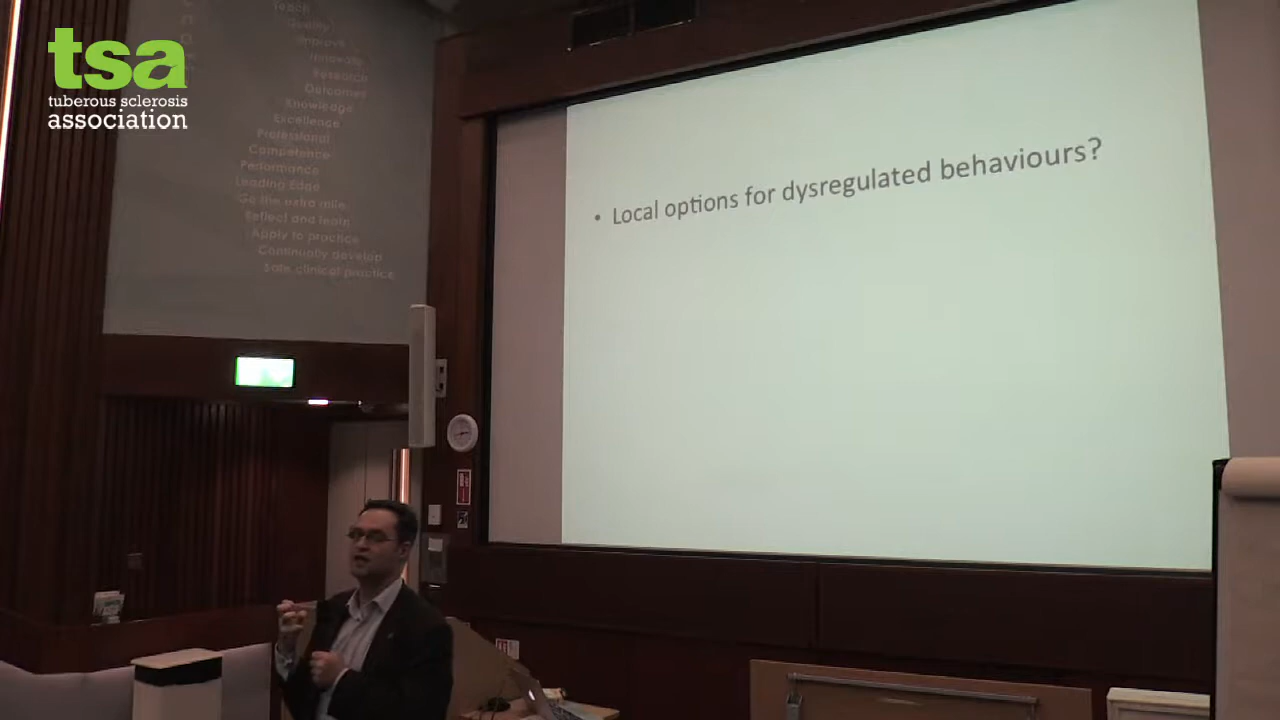 tsa
tuberous sclerosis
association
Teach
Quality
Improve
Innovate
Research
Outcomes
Knowledge
Excellence
Professional
Competence
Performance
Leading Edge
Go the extra mile
Reflect and learn
Apply to practice
Continually develop
Safe clinical practice
• Local options for dysregulated behaviours?